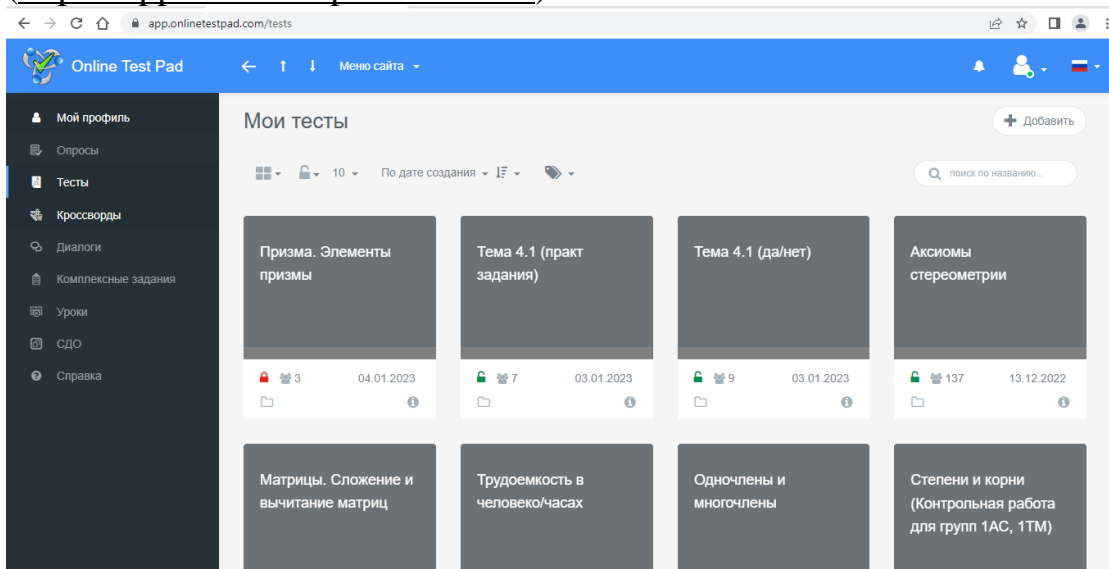 app.onlinetestpad.com/tests
Online Test Pad
Меню сайта
Мой профиль
Опросы
Тесты
Кроссворды
Диалоги
Комплексные задания
Уроки
СДО
Справка
Мои тесты
Добавить
10
По дате создания
поиск по названию...
Призма. Элементы
призмы
3 04.01.2023
Тема 4.1 (практ
задания)
7 03.01.2023
Тема 4.1 (да/нет)
9 03.01.2023
Аксиомы
стереометрии
137 13.12.2022
Матрицы. Сложение и
вычитание матриц
Трудоемкость в
человеко/часах
Одночлены и
многочлены
Степени и корни
(Контрольная работа
для групп 1АС, 1ТМ)